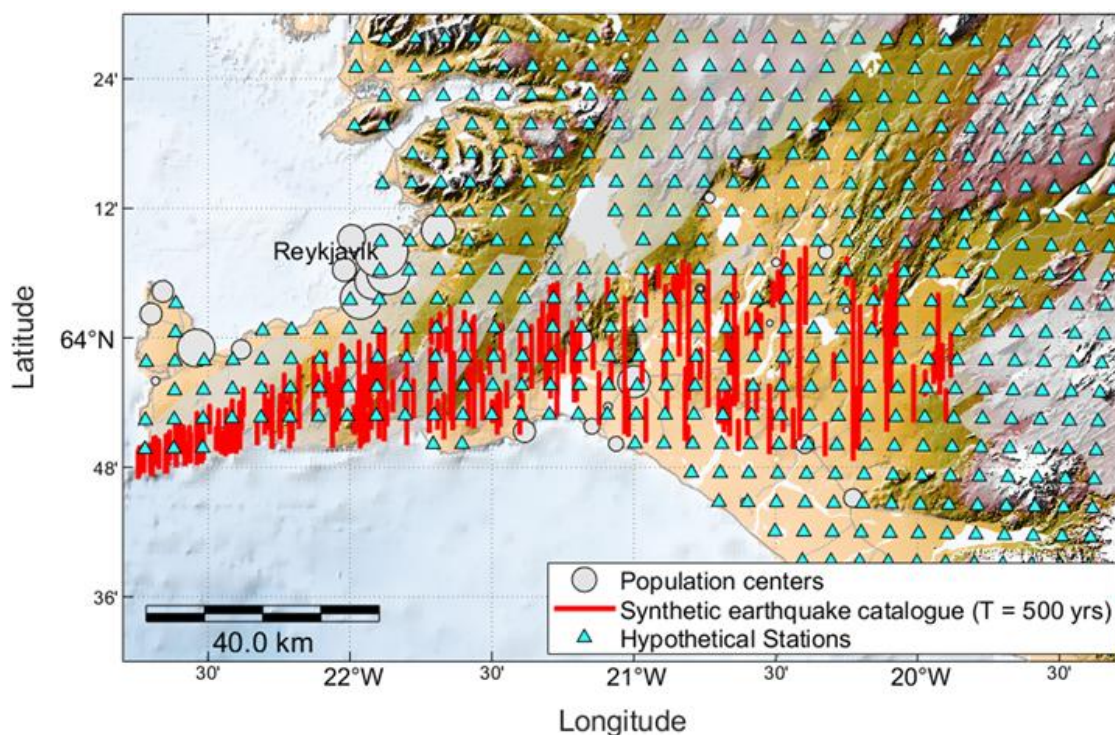 24'
12'
Reykjavik
64°N
48'
36'
Latitude
40.0 km
Population centers
Synthetic earthquake catalogue (T = 500 yrs)
Hypothetical Stations
30'
22°W
30'
21°W
30'
20°W
30'
Longitude